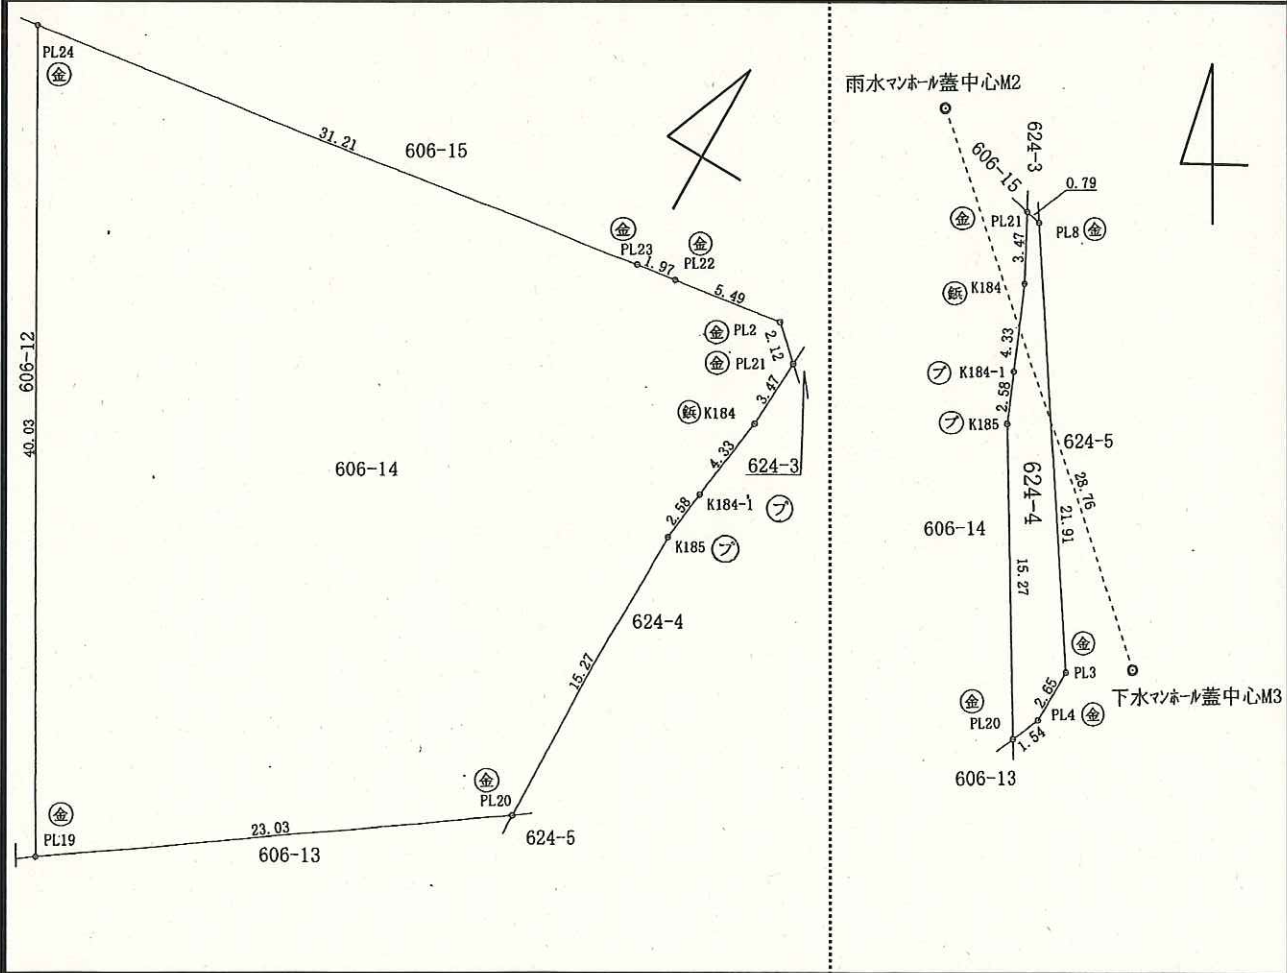 PL24
金
31.21
606-15
金
PL23
1.97
金
PL22
5.49
金 PL2
2.12
金 PL21
3.47
鋲 K184
4.33
624-3
2.58
K184-1 プ
K185 プ
606-12
40.03
606-14
624-4
15.27
金
PL20
624-5
金
PL19
23.03
606-13
雨水マンホール蓋中心M2
624-3
606-15
0.79
金 PL21
PL8 金
3.47
鋲 K184
4.33
プ K184-1
2.58
プ K185
624-5
28.76
624-4
21.91
606-14
15.27
金
PL3
下水マンホール蓋中心M3
2.65
金
PL20
PL4 金
1.54
606-13